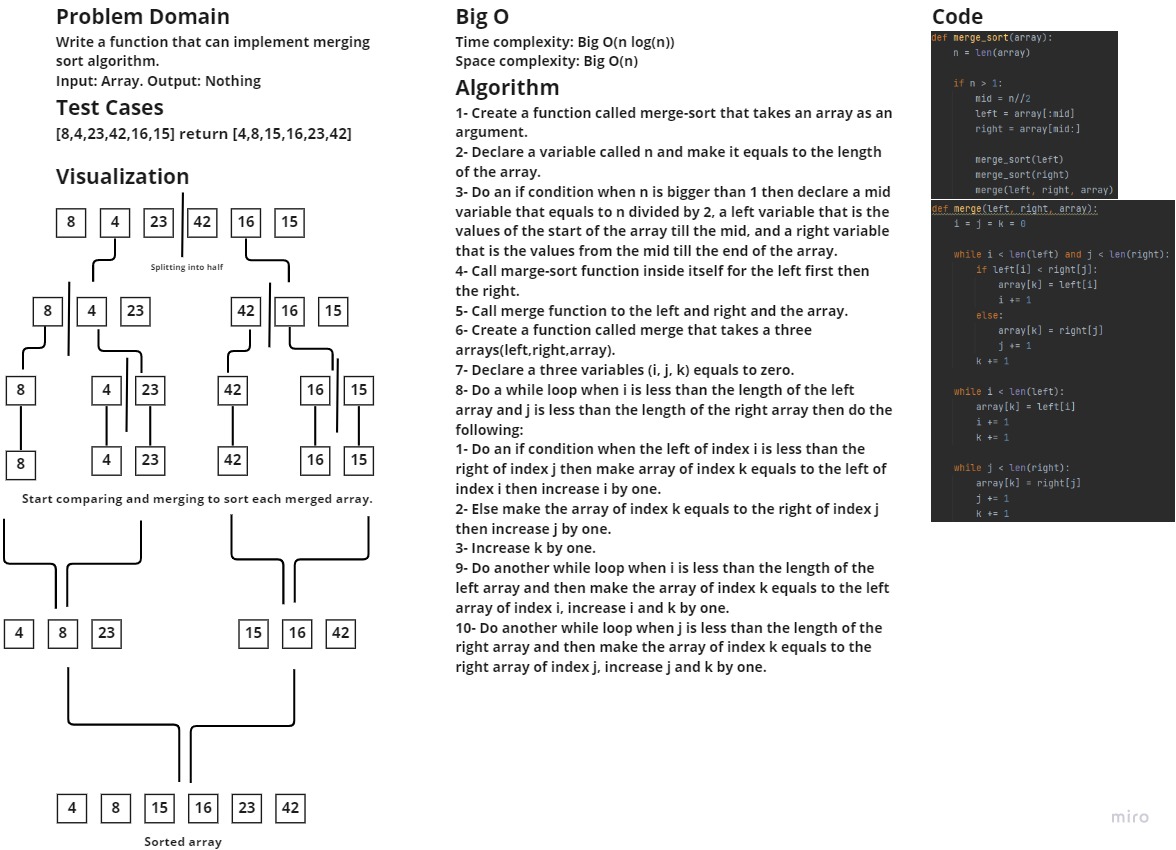 Problem Domain
Write a function that can implement merging
sort algorithm.
Input: Array. Output: Nothing
Test Cases
[8,4,23,42,16,15] return [4,8,15,16,23,42]
Visualization
8 4 23 42 16 15
Splitting into half
8 4 23 42 16 15
8 4 23 42 16 15
8 4 23 42 16 15
Start comparing and merging to sort each merged array.
4 8 23 15 16 42
4 8 15 16 23 42
Sorted array
Big O
Time complexity: Big O(n log(n))
Space complexity: Big O(n)
Algorithm
1- Create a function called merge-sort that takes an array as an
argument.
2- Declare a variable called n and make it equals to the length
of the array.
3- Do an if condition when n is bigger than 1 then declare a mid
variable that equals to n divided by 2, a left variable that is the
values of the start of the array till the mid, and a right variable
that is the values from the mid till the end of the array.
4- Call marge-sort function inside itself for the left first then
the right.
5- Call merge function to the left and right and the array.
6- Create a function called merge that takes a three
arrays(left,right,array).
7- Declare a three variables (i, j, k) equals to zero.
8- Do a while loop when i is less than the length of the left
array and j is less than the length of the right array then do the
following:
1- Do an if condition when the left of index i is less than the
right of index j then make array of index k equals to the left of
index i then increase i by one.
2- Else make the array of index k equals to the right of index j
then increase j by one.
3- Increase k by one.
9- Do another while loop when i is less than the length of the
left array and then make the array of index k equals to the left
array of index i, increase i and k by one.
10- Do another while loop when j is less than the length of the
right array and then make the array of index k equals to the
right array of index j, increase j and k by one.
Code
def merge_sort(array):
n = len(array)
if n > 1:
mid = n//2
left = array[:mid]
right = array[mid:]
merge_sort(left)
merge_sort(right)
merge(left, right, array)
def merge(left, right, array):
i = j = k = 0
while i < len(left) and j < len(right):
if left[i] < right[j]:
array[k] = left[i]
i += 1
else:
array[k] = right[j]
j += 1
k += 1
while i < len(left):
array[k] = left[i]
i += 1
k += 1
while j < len(right):
array[k] = right[j]
j += 1
k += 1
miro